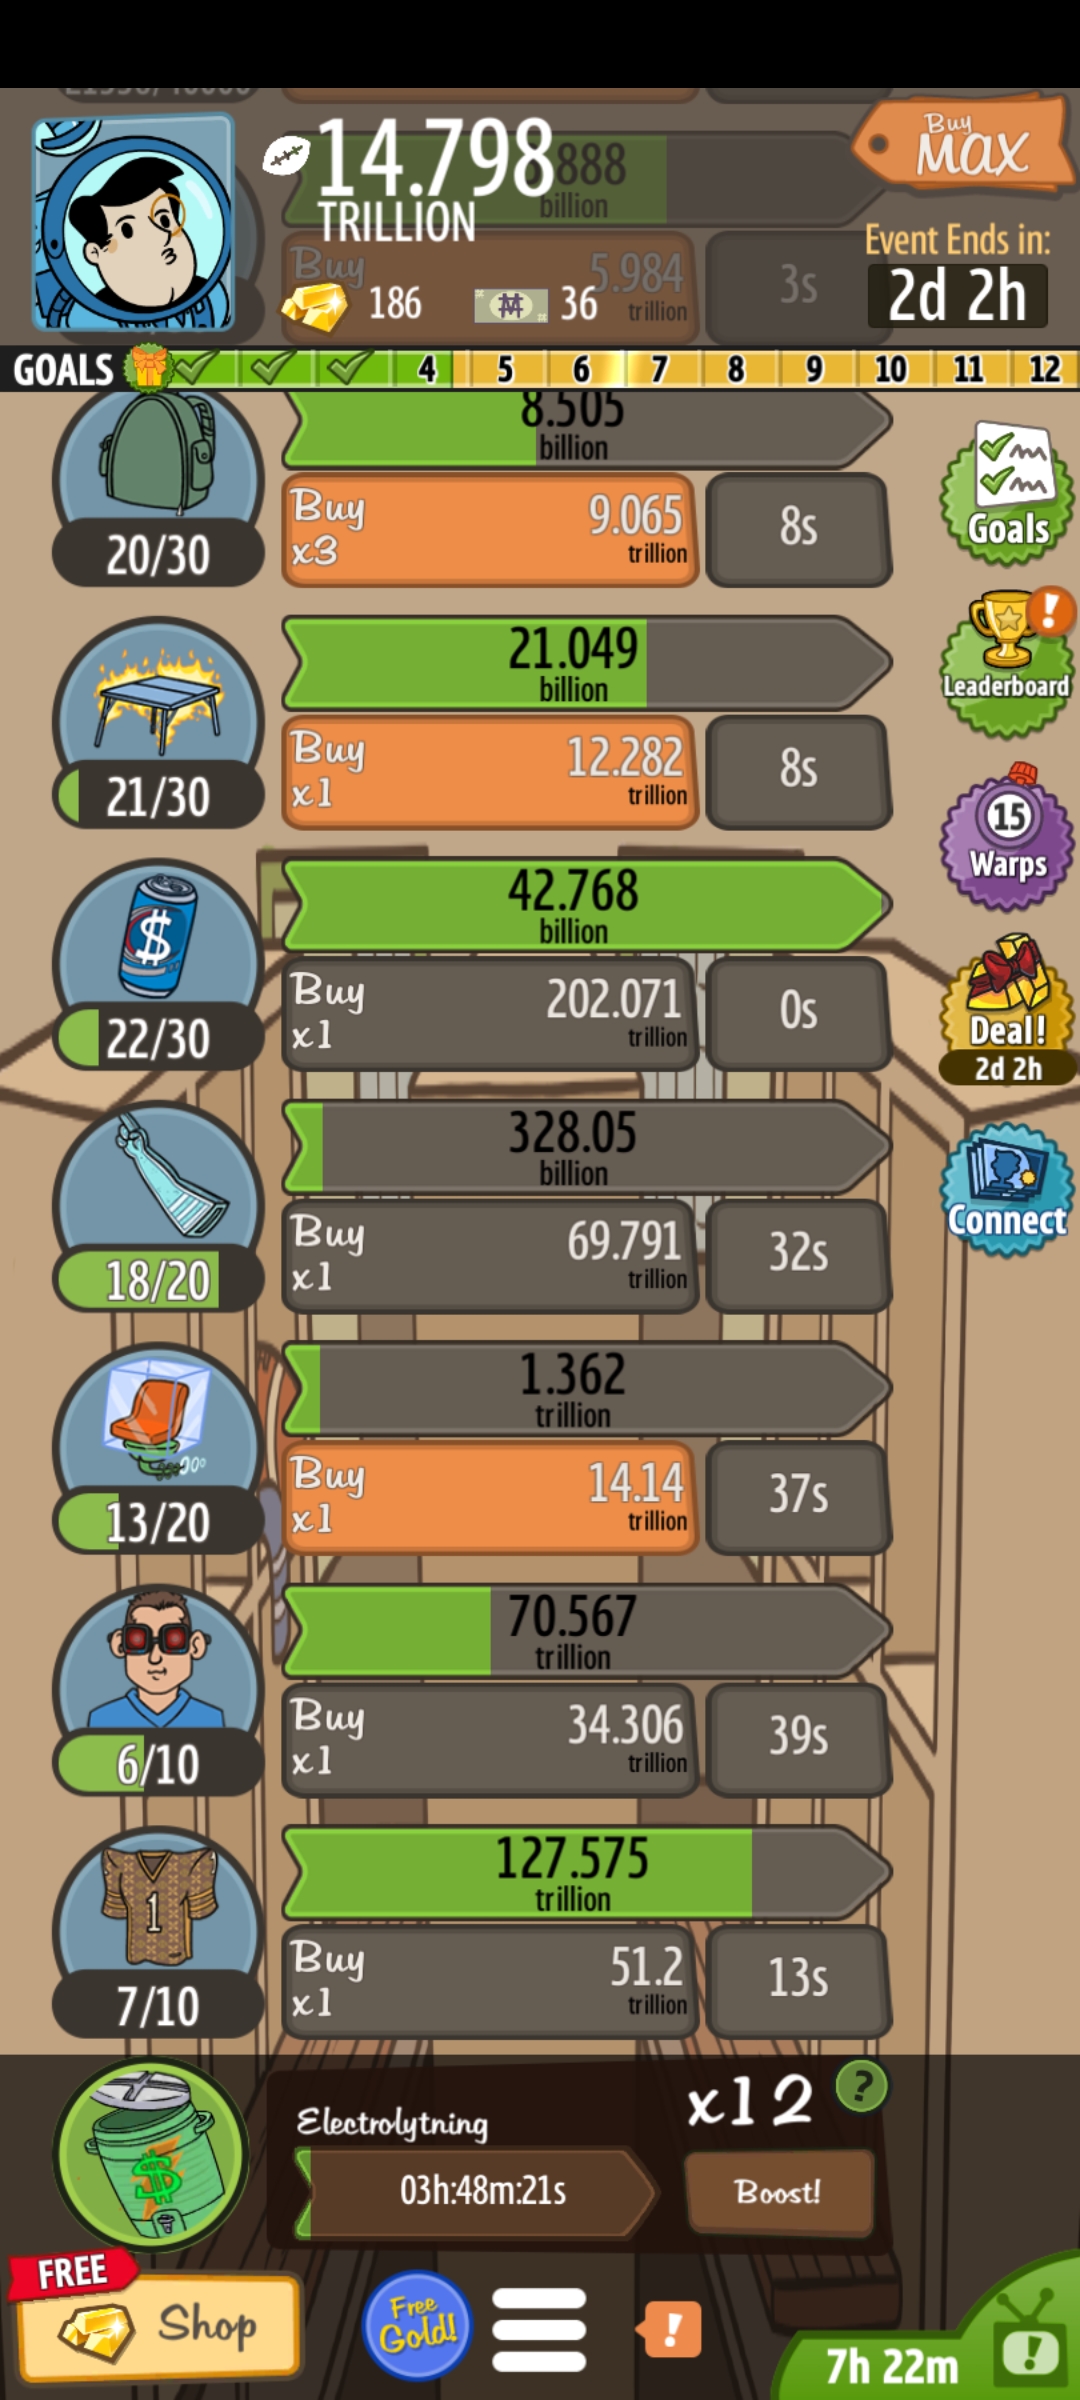 14.798
TRILLION
186
36
888
billion
Buy
5.984
trillion
3s
Buy
MAX
Event Ends in:
2d 2h
GOALS
4 5 6 7 8 9 10 11 12
8.505
billion
20/30
Buy
x3
9.065
trillion
8s
Goals
21.049
billion
21/30
Buy
x1
12.282
trillion
8s
Leaderboard
!
42.768
billion
$
22/30
Buy
x1
202.071
trillion
0s
15
Warps
Deal!
2d 2h
328.05
billion
18/20
Buy
x1
69.791
trillion
32s
Connect
1.362
trillion
13/20
Buy
x1
14.14
trillion
37s
70.567
trillion
6/10
Buy
x1
34.306
trillion
39s
127.575
trillion
1
7/10
Buy
x1
51.2
trillion
13s
$
Electrolytning
03h:48m:21s
x12
?
Boost!
FREE
Shop
Free
Gold!
!
7h 22m
!